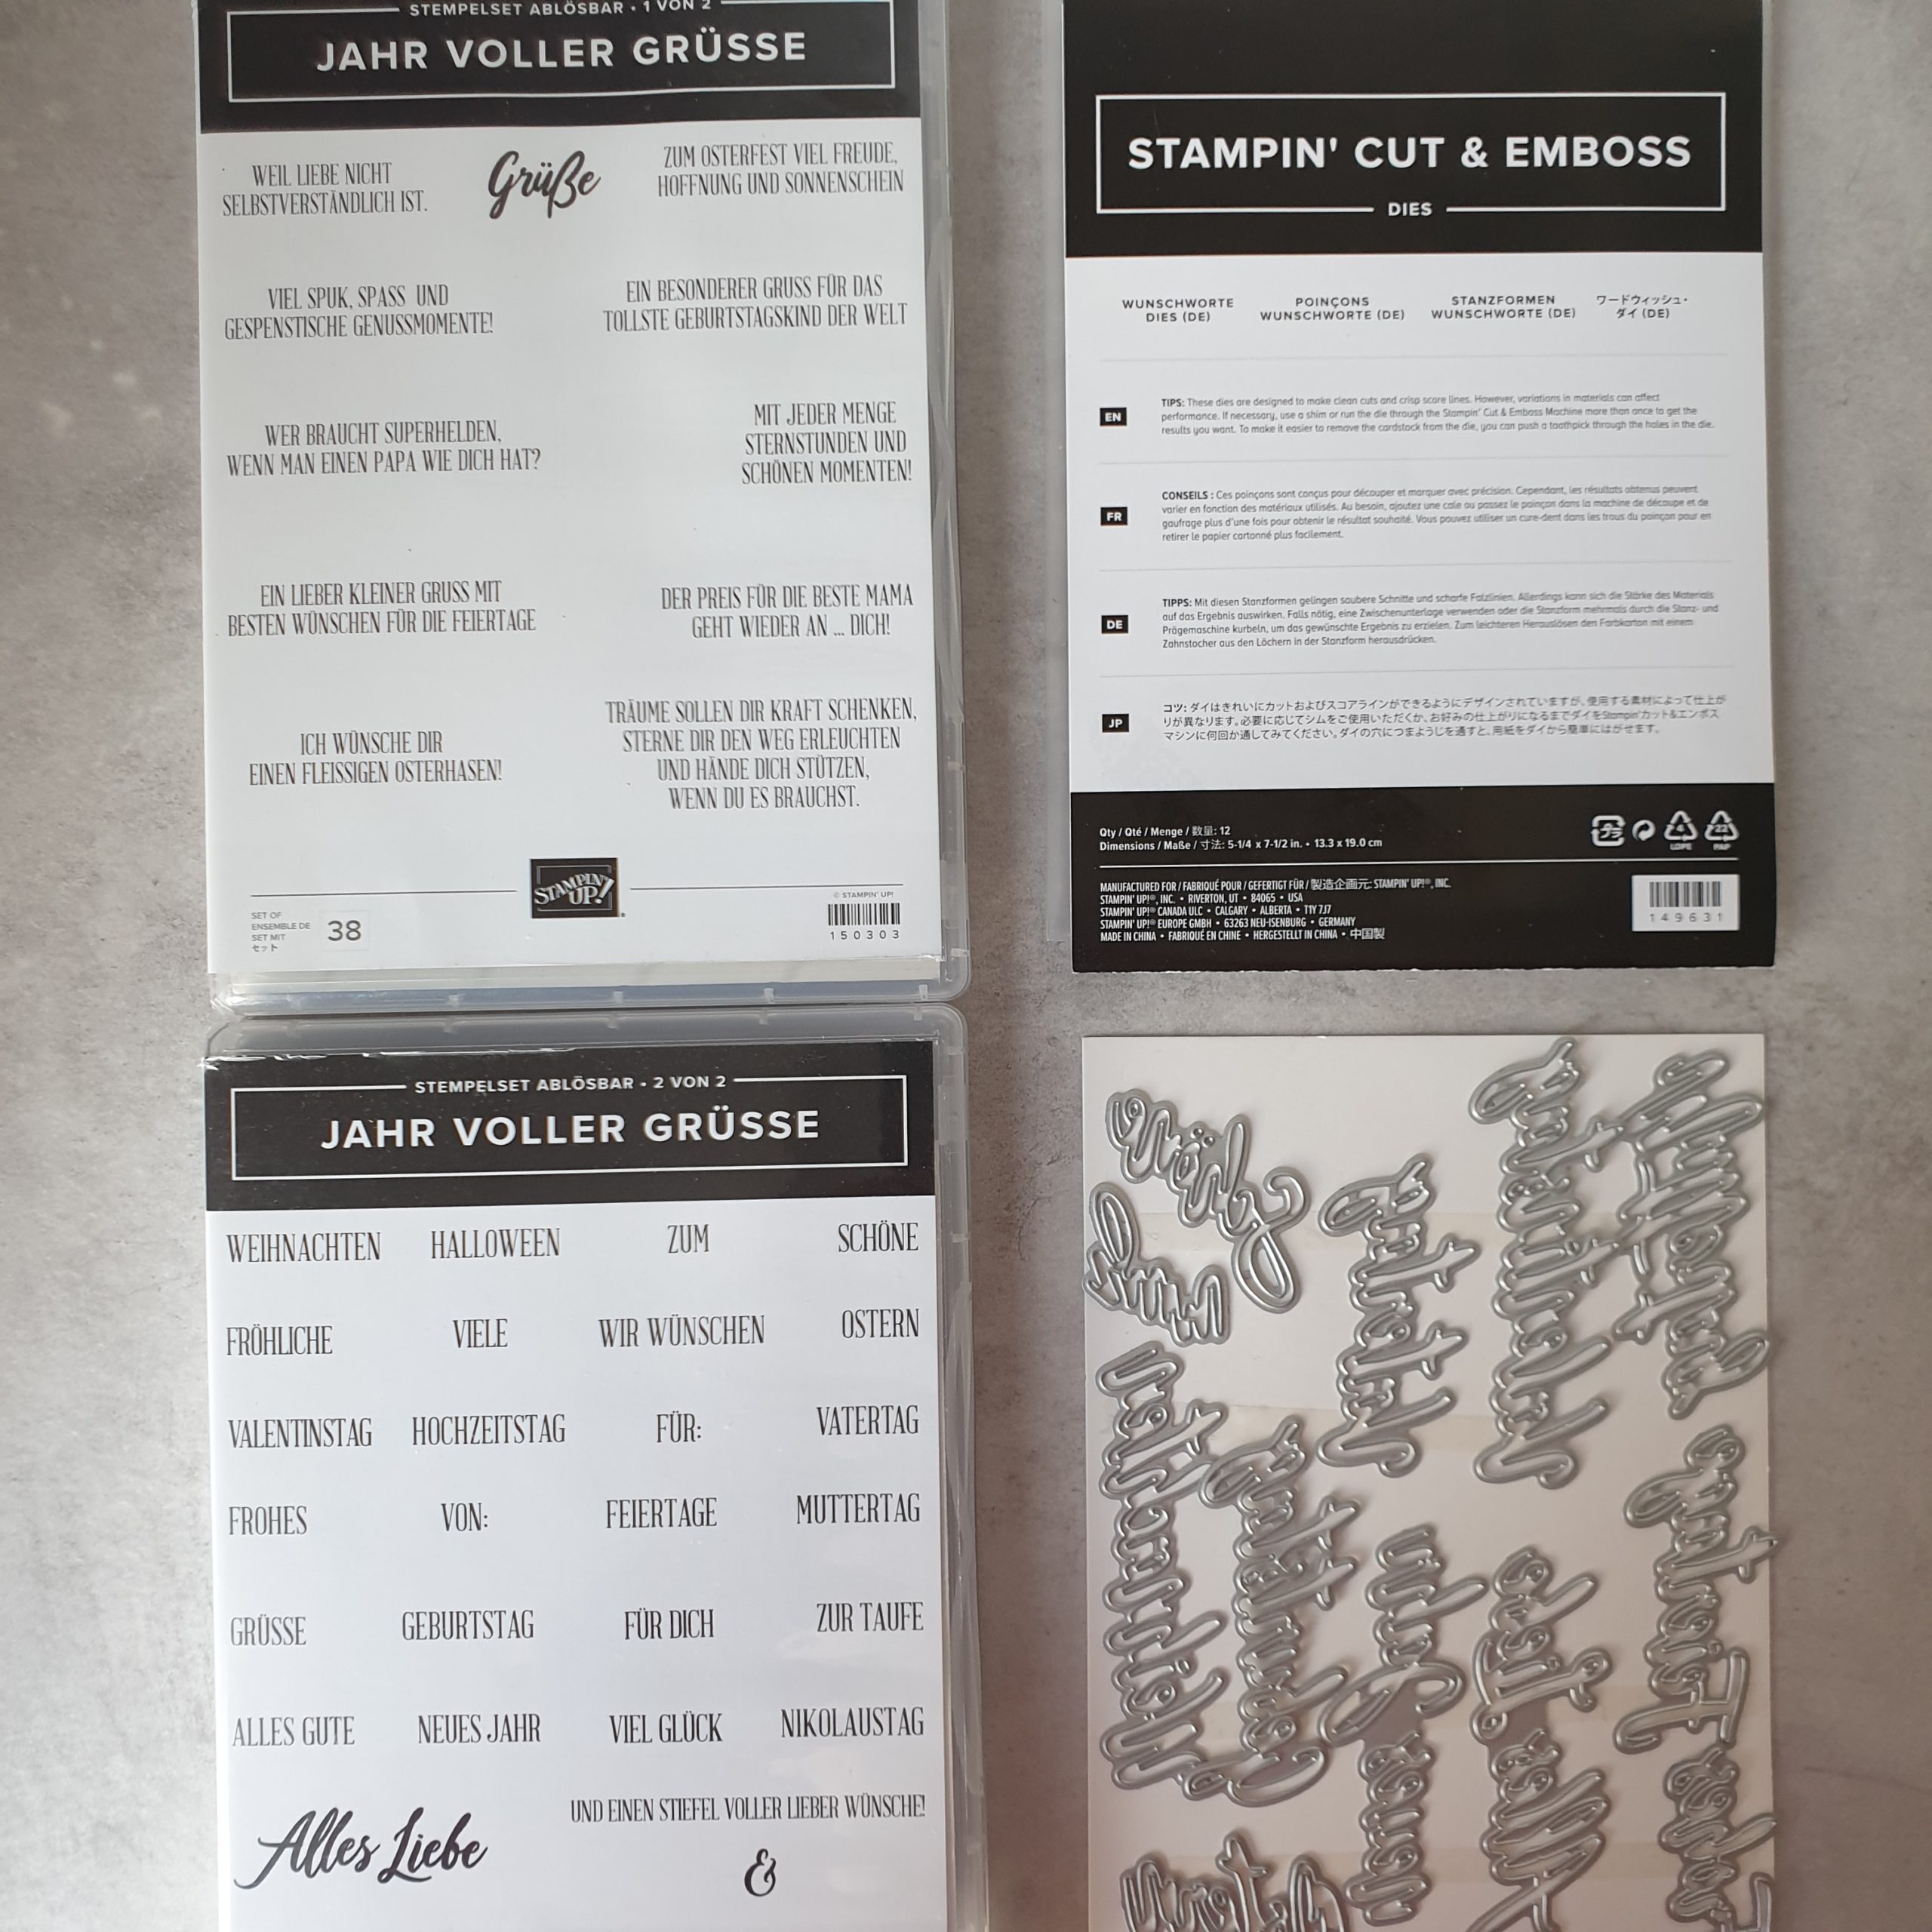 STEMPELSET ABLÖSBAR • 1 VON 2
JAHR VOLLER GRÜSSE
WEIL LIEBE NICHT
SELBSTVERSTÄNDLICH IST.
Grüße
ZUM OSTERFEST VIEL FREUDE,
HOFFNUNG UND SONNENSCHEIN
VIEL SPUK, SPASS UND
GESPENSTISCHE GENUSSMOMENTE!
EIN BESONDERER GRUSS FÜR DAS
TOLLSTE GEBURTSTAGSKIND DER WELT
WER BRAUCHT SUPERHELDEN,
WENN MAN EINEN PAPA WIE DICH HAT?
MIT JEDER MENGE
STERNSTUNDEN UND
SCHÖNEN MOMENTEN!
EIN LIEBER KLEINER GRUSS MIT
BESTEN WÜNSCHEN FÜR DIE FEIERTAGE
DER PREIS FÜR DIE BESTE MAMA
GEHT WIEDER AN ... DICH!
ICH WÜNSCHE DIR
EINEN FLEISSIGEN OSTERHASEN!
TRÄUME SOLLEN DIR KRAFT SCHENKEN,
STERNE DIR DEN WEG ERLEUCHTEN
UND HÄNDE DICH STÜTZEN,
WENN DU ES BRAUCHST.
STAMPIN' UP!
SET OF
ENSEMBLE DE
SET MIT
セット
38
© STAMPIN' UP!
150303
STAMPIN' CUT & EMBOSS
DIES
WUNSCHWORTE
DIES (DE)
POINÇONS
WUNSCHWORTE (DE)
STANZFORMEN
WUNSCHWORTE (DE)
ワードウィッシュ・
ダイ (DE)
EN
TIPS: These dies are designed to make clean cuts and crisp score lines. However, variations in materials can affect
performance. If necessary, use a shim or run the die through the Stampin' Cut & Emboss Machine more than once to get the
results you want. To make it easier to remove the cardstock from the die, you can push a toothpick through the holes in the die.
FR
CONSEILS : Ces poinçons sont conçus pour découper et marquer avec précision. Cependant, les résultats obtenus peuvent
varier en fonction des matériaux utilisés. Au besoin, ajoutez une cale ou passez le poinçon dans la machine de découpe et de
gaufrage plus d'une fois pour obtenir le résultat souhaité. Vous pouvez utiliser un cure-dent dans les trous du poinçon pour en
retirer le papier cartonné plus facilement.
DE
TIPPS: Mit diesen Stanzformen gelingen saubere Schnitte und scharfe Falzlinien. Allerdings kann sich die Stärke des Materials
auf das Ergebnis auswirken. Falls nötig, eine Zwischenunterlage verwenden oder die Stanzform mehrmals durch die Stanz- und
Prägemaschine kurbeln, um das gewünschte Ergebnis zu erzielen. Zum leichteren Herauslösen den Farbkarton mit einem
Zahnstocher aus den Löchern in der Stanzform herausdrücken.
JP
コツ: ダイはきれいにカットおよびスコアラインができるようにデザインされていますが、使用する素材によって仕上が
りが異なります。必要に応じてシムをご使用いただくか、お好みの仕上がりになるまでダイをStampin'カット&エンボス
マシンに何回か通してみてください。ダイの穴につまようじを通すと、用紙をダイから簡単にはがせます。
Qty / Qté / Menge / 数量: 12
Dimensions / Maße / 寸法: 5-1/4 x 7-1/2 in. • 13.3 x 19.0 cm
プラ
4
LDPE
22
PAP
MANUFACTURED FOR / FABRIQUÉ POUR / GEFERTIGT FÜR / 製造企画元: STAMPIN' UP!®, INC.
STAMPIN' UP!®, INC. • RIVERTON, UT • 84065 • USA
STAMPIN' UP!® CANADA ULC • CALGARY • ALBERTA • T1Y 7J7
STAMPIN' UP!® EUROPE GMBH • 63263 NEU-ISENBURG • GERMANY
MADE IN CHINA • FABRIQUÉ EN CHINE • HERGESTELLT IN CHINA • 中国製
149631
STEMPELSET ABLÖSBAR • 2 VON 2
JAHR VOLLER GRÜSSE
WEIHNACHTEN HALLOWEEN ZUM SCHÖNE
FRÖHLICHE VIELE WIR WÜNSCHEN OSTERN
VALENTINSTAG HOCHZEITSTAG FÜR: VATERTAG
FROHES VON: FEIERTAGE MUTTERTAG
GRÜSSE GEBURTSTAG FÜR DICH ZUR TAUFE
ALLES GUTE NEUES JAHR VIEL GLÜCK NIKOLAUSTAG
Alles Liebe
UND EINEN STIEFEL VOLLER LIEBER WÜNSCHE!
&